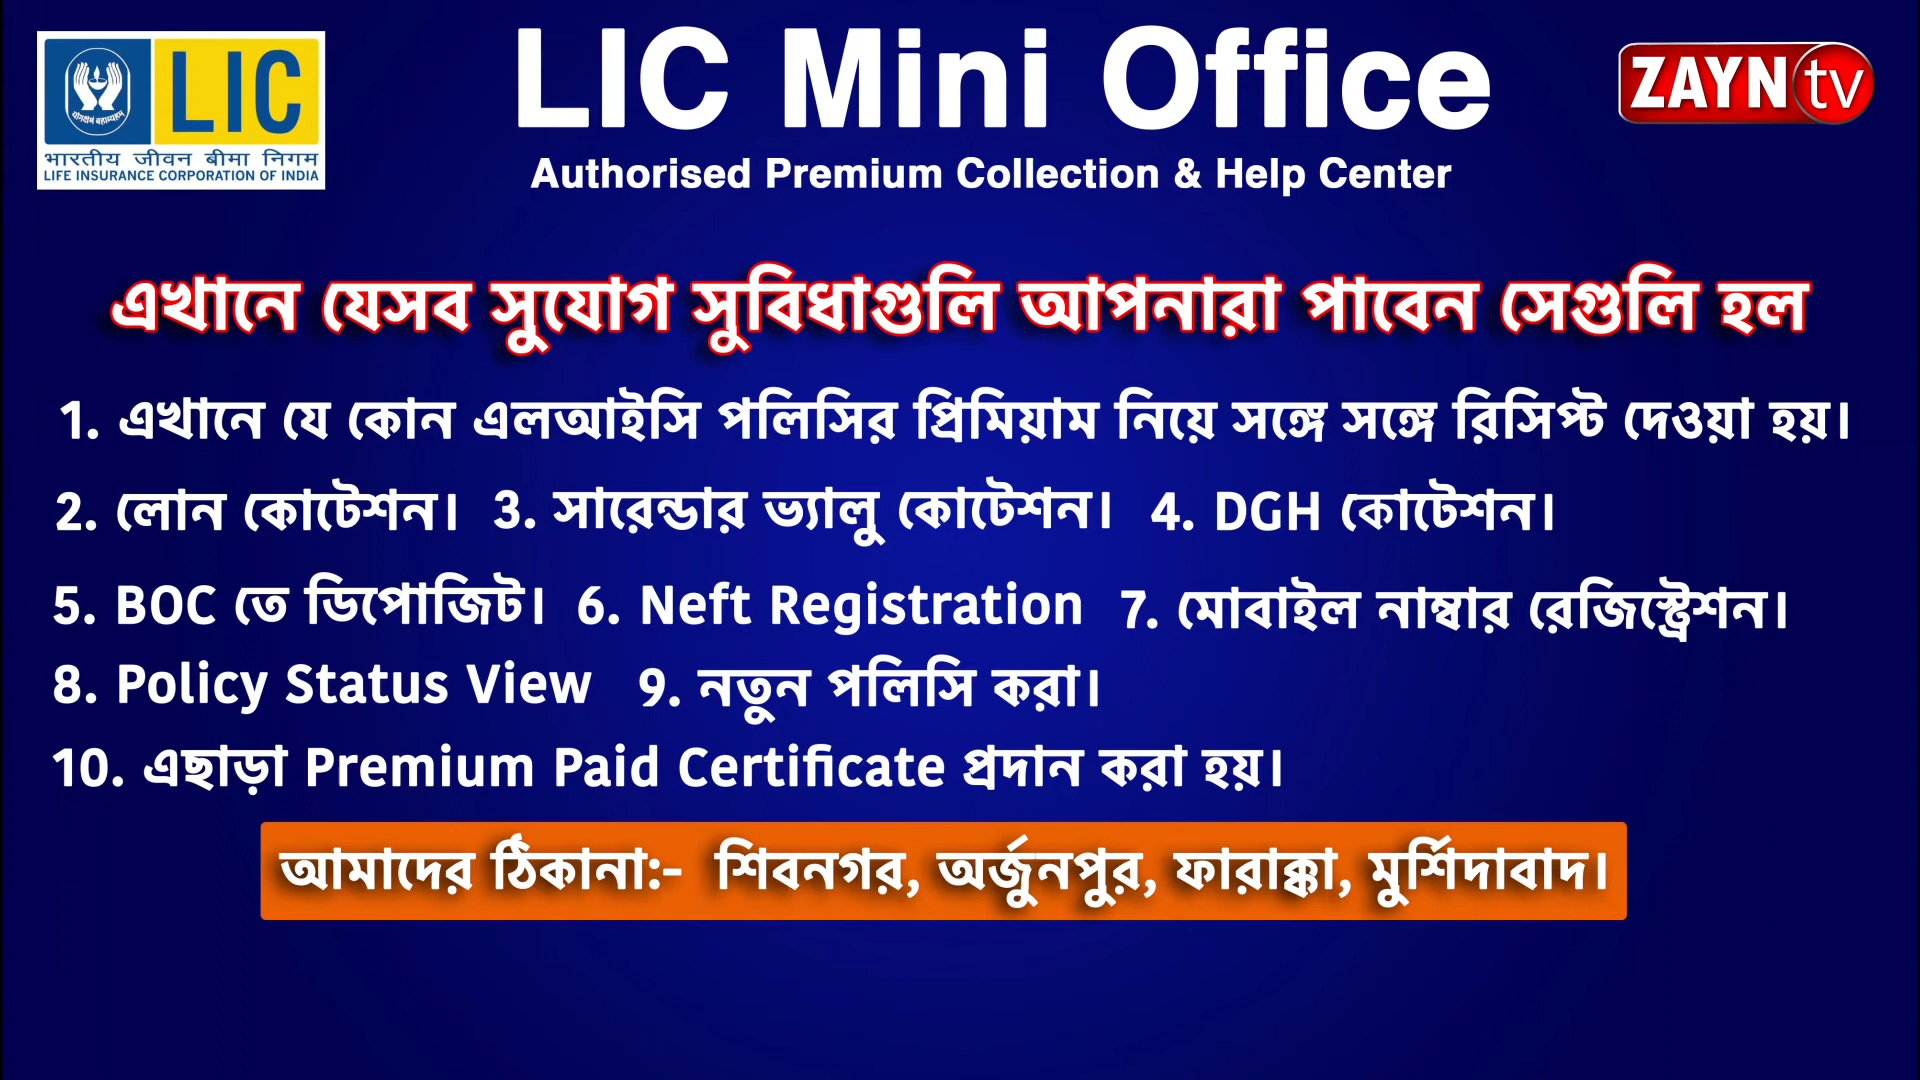 LIC Mini Office
Authorised Premium Collection & Help Center
LIC
योगक्षेमं वहाम्यहम्
भारतीय जीवन बीमा निगम
LIFE INSURANCE CORPORATION OF INDIA
ZAYN tv
এখানে যেসব সুযোগ সুবিধাগুলি আপনারা পাবেন সেগুলি হল
1. এখানে যে কোন এলআইসি পলিসির প্রিমিয়াম নিয়ে সঙ্গে সঙ্গে রিসিপ্ট দেওয়া হয়।
2. লোন কোটেশন। 3. সারেন্ডার ভ্যালু কোটেশন। 4. DGH কোটেশন।
5. BOC তে ডিপোজিট। 6. Neft Registration 7. মোবাইল নাম্বার রেজিস্ট্রেশন।
8. Policy Status View 9. নতুন পলিসি করা।
10. এছাড়া Premium Paid Certificate প্রদান করা হয়।
আমাদের ঠিকানা:- শিবনগর, অর্জুনপুর, ফারাক্কা, মুর্শিদাবাদ।